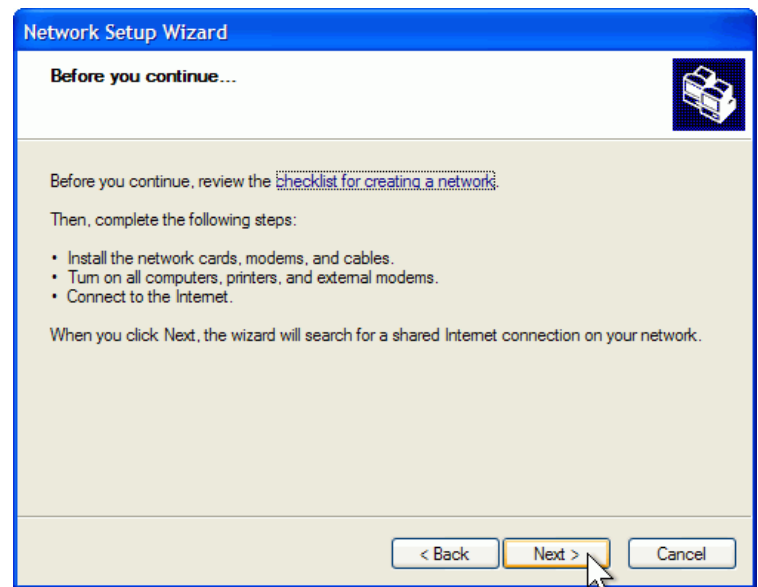 Network Setup Wizard
Before you continue...
Before you continue, review the checklist for creating a network.
Then, complete the following steps:
• Install the network cards, modems, and cables.
• Turn on all computers, printers, and external modems.
• Connect to the Internet.
When you click Next, the wizard will search for a shared Internet connection on your network.
< Back Next > Cancel